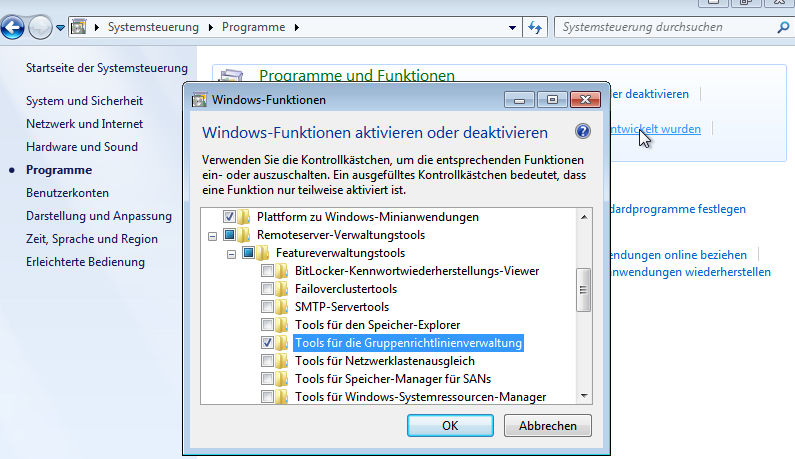 Systemsteuerung Programme
Systemsteuerung durchsuchen
Startseite der Systemsteuerung
System und Sicherheit
Netzwerk und Internet
Hardware und Sound
Programme
Benutzerkonten
Darstellung und Anpassung
Zeit, Sprache und Region
Erleichterte Bedienung
Programme und Funktionen
er deaktivieren
ntwickelt wurden
dardprogramme festlegen
ndungen online beziehen
nwendungen wiederherstellen
Windows-Funktionen
Windows-Funktionen aktivieren oder deaktivieren
Verwenden Sie die Kontrollkästchen, um die entsprechenden Funktionen
ein- oder auszuschalten. Ein ausgefülltes Kontrollkästchen bedeutet, dass
eine Funktion nur teilweise aktiviert ist.
Plattform zu Windows-Minianwendungen
Remoteserver-Verwaltungstools
Featureverwaltungstools
BitLocker-Kennwortwiederherstellungs-Viewer
Failoverclustertools
SMTP-Servertools
Tools für den Speicher-Explorer
Tools für die Gruppenrichtlinienverwaltung
Tools für Netzwerklastenausgleich
Tools für Speicher-Manager für SANs
Tools für Windows-Systemressourcen-Manager
OK
Abbrechen